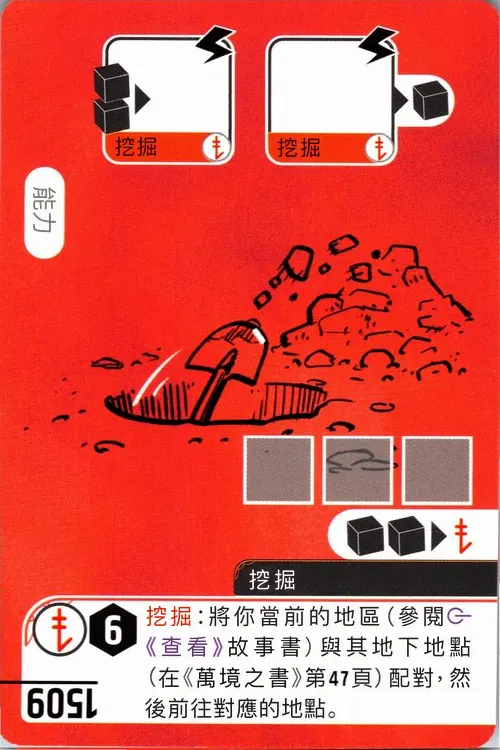 挖掘
挖掘
能力
挖掘
6
挖掘：將你當前的地區（參閱
《查看》故事書）與其地下地點
（在《萬境之書》第47頁）配對，然
後前往對應的地點。
1509